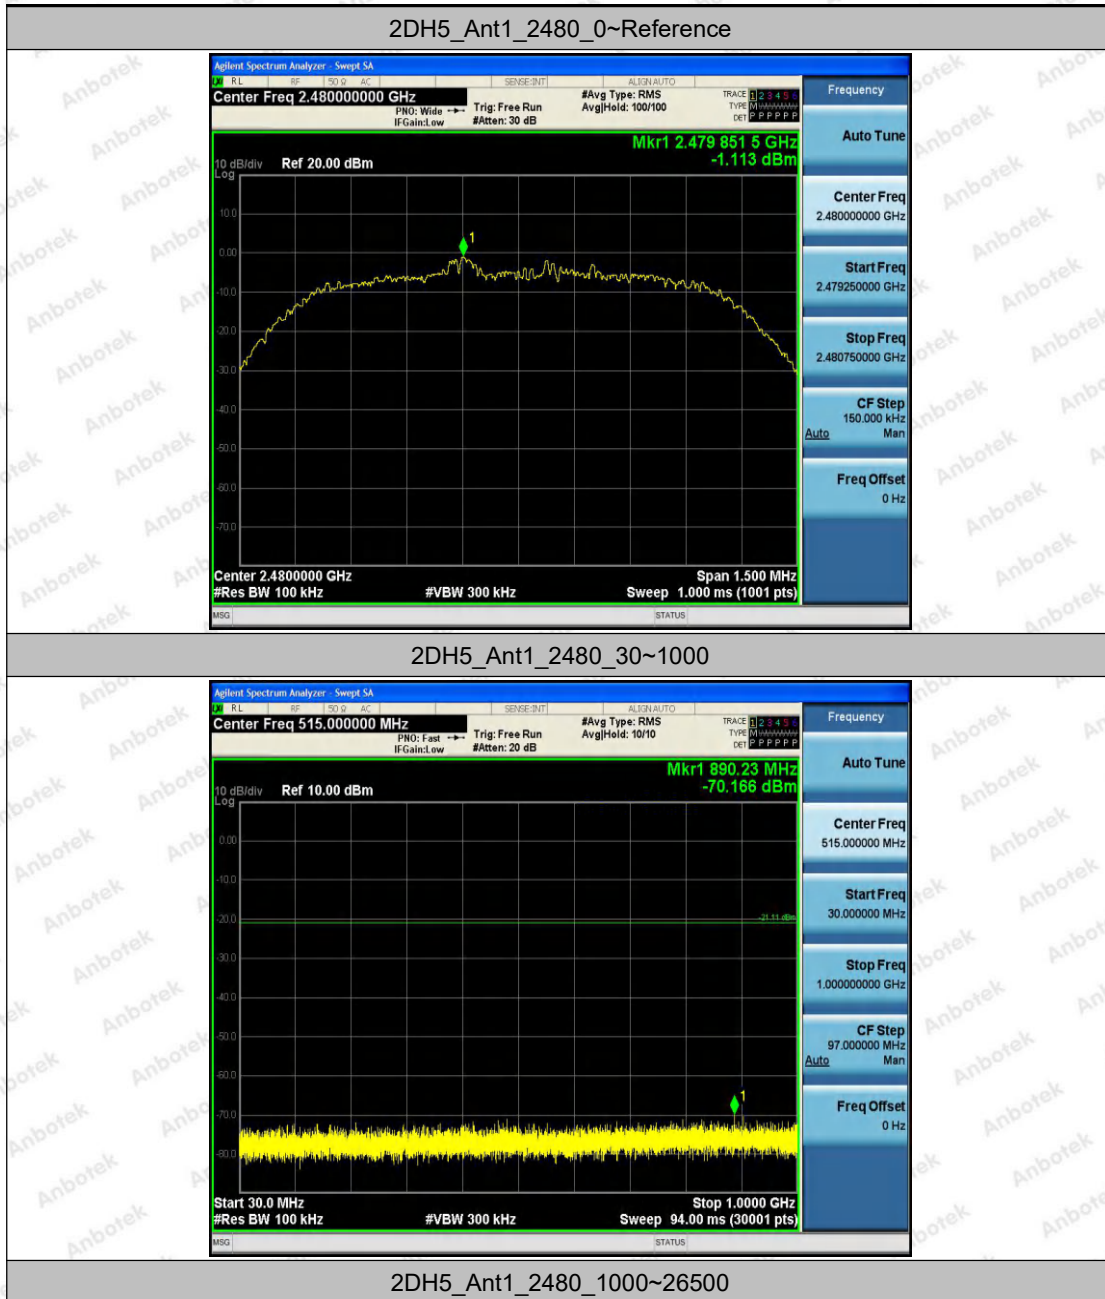 2DH5_Ant1_2480_0~Reference
Agilent Spectrum Analyzer - Swept SA
RL RF 50 Ω AC SENSE:INT ALIGN AUTO
Center Freq 2.480000000 GHz
PNO: Wide
IFGain:Low
Trig: Free Run
#Atten: 30 dB
#Avg Type: RMS
Avg|Hold: 100/100
TRACE 1 2 3 4 5 6
TYPE M
DET P P P P P P
Mkr1 2.479 851 5 GHz
-1.113 dBm
10 dB/div Ref 20.00 dBm
Log
10.0
0.00
-10.0
-20.0
-30.0
-40.0
-50.0
-60.0
-70.0
1
Center 2.4800000 GHz Span 1.500 MHz
#Res BW 100 kHz #VBW 300 kHz Sweep 1.000 ms (1001 pts)
MSG STATUS
Frequency
Auto Tune
Center Freq
2.480000000 GHz
Start Freq
2.479250000 GHz
Stop Freq
2.480750000 GHz
CF Step
150.000 kHz
Auto Man
Freq Offset
0 Hz
2DH5_Ant1_2480_30~1000
Agilent Spectrum Analyzer - Swept SA
RL RF 50 Ω AC SENSE:INT ALIGN AUTO
Center Freq 515.000000 MHz
PNO: Fast
IFGain:Low
Trig: Free Run
#Atten: 20 dB
#Avg Type: RMS
Avg|Hold: 10/10
TRACE 1 2 3 4 5 6
TYPE M
DET P P P P P P
Mkr1 890.23 MHz
-70.166 dBm
10 dB/div Ref 10.00 dBm
Log
0.00
-10.0
-20.0
-30.0
-40.0
-50.0
-60.0
-70.0
-80.0
-21.11 dBm
1
Start 30.0 MHz Stop 1.0000 GHz
#Res BW 100 kHz #VBW 300 kHz Sweep 94.00 ms (30001 pts)
MSG STATUS
Frequency
Auto Tune
Center Freq
515.000000 MHz
Start Freq
30.000000 MHz
Stop Freq
1.000000000 GHz
CF Step
97.000000 MHz
Auto Man
Freq Offset
0 Hz
2DH5_Ant1_2480_1000~26500